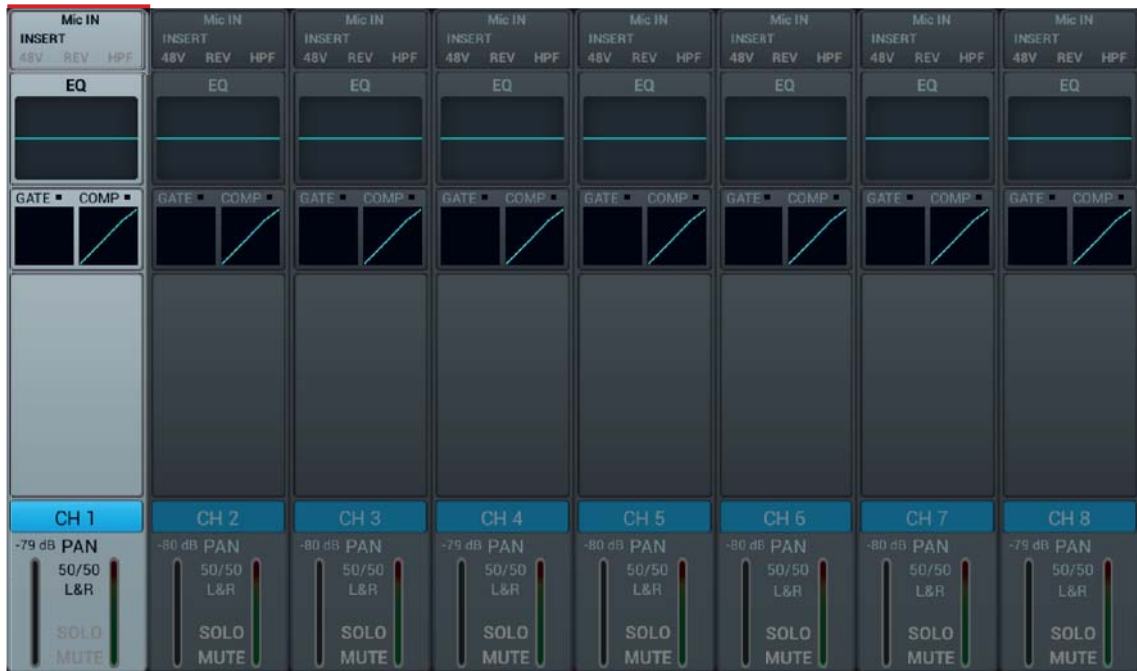 Mic IN Mic IN Mic IN Mic IN Mic IN Mic IN Mic IN Mic IN
INSERT INSERT INSERT INSERT INSERT INSERT INSERT INSERT
48V REV HPF 48V REV HPF 48V REV HPF 48V REV HPF 48V REV HPF 48V REV HPF 48V REV HPF 48V REV HPF
EQ EQ EQ EQ EQ EQ EQ EQ
GATE COMP GATE COMP GATE COMP GATE COMP GATE COMP GATE COMP GATE COMP GATE COMP
CH 1 CH 2 CH 3 CH 4 CH 5 CH 6 CH 7 CH 8
-79 dB PAN -80 dB PAN -80 dB PAN -79 dB PAN -80 dB PAN -80 dB PAN -80 dB PAN -79 dB PAN
50/50 50/50 50/50 50/50 50/50 50/50 50/50 50/50
L&R L&R L&R L&R L&R L&R L&R L&R
SOLO SOLO SOLO SOLO SOLO SOLO SOLO SOLO
MUTE MUTE MUTE MUTE MUTE MUTE MUTE MUTE